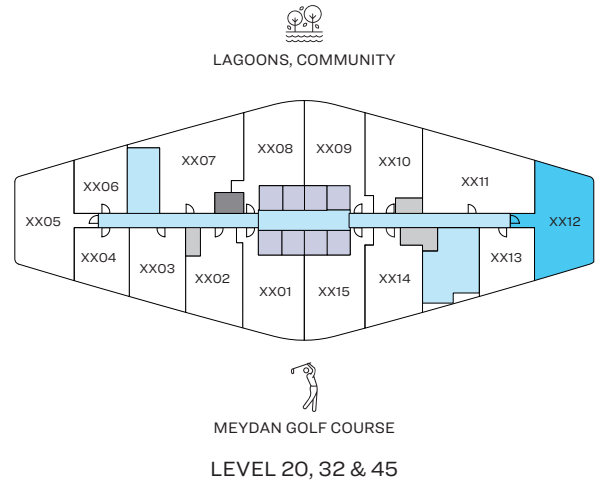 LAGOONS, COMMUNITY
XX08
XX09
XX07
XX10
XX06
XX11
XX05
XX12
XX04
XX03
XX02
XX13
XX14
XX01
XX15
MEYDAN GOLF COURSE
LEVEL 20, 32 & 45